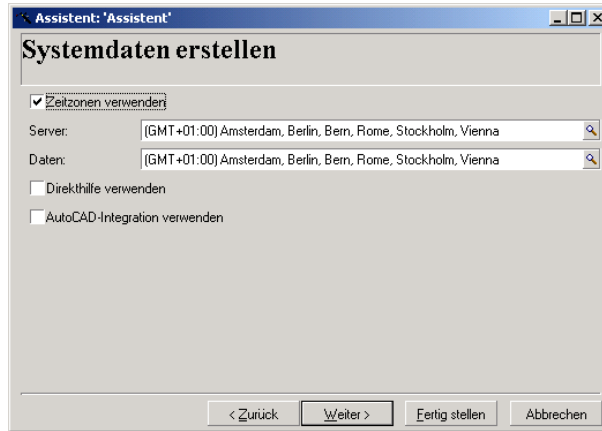 Assistent: 'Assistent'
Systemdaten erstellen
Zeitzonen verwenden
Server: (GMT+01:00) Amsterdam, Berlin, Bern, Rome, Stockholm, Vienna
Daten: (GMT+01:00) Amsterdam, Berlin, Bern, Rome, Stockholm, Vienna
Direkthilfe verwenden
AutoCAD-Integration verwenden
< Zurück Weiter > Fertig stellen Abbrechen